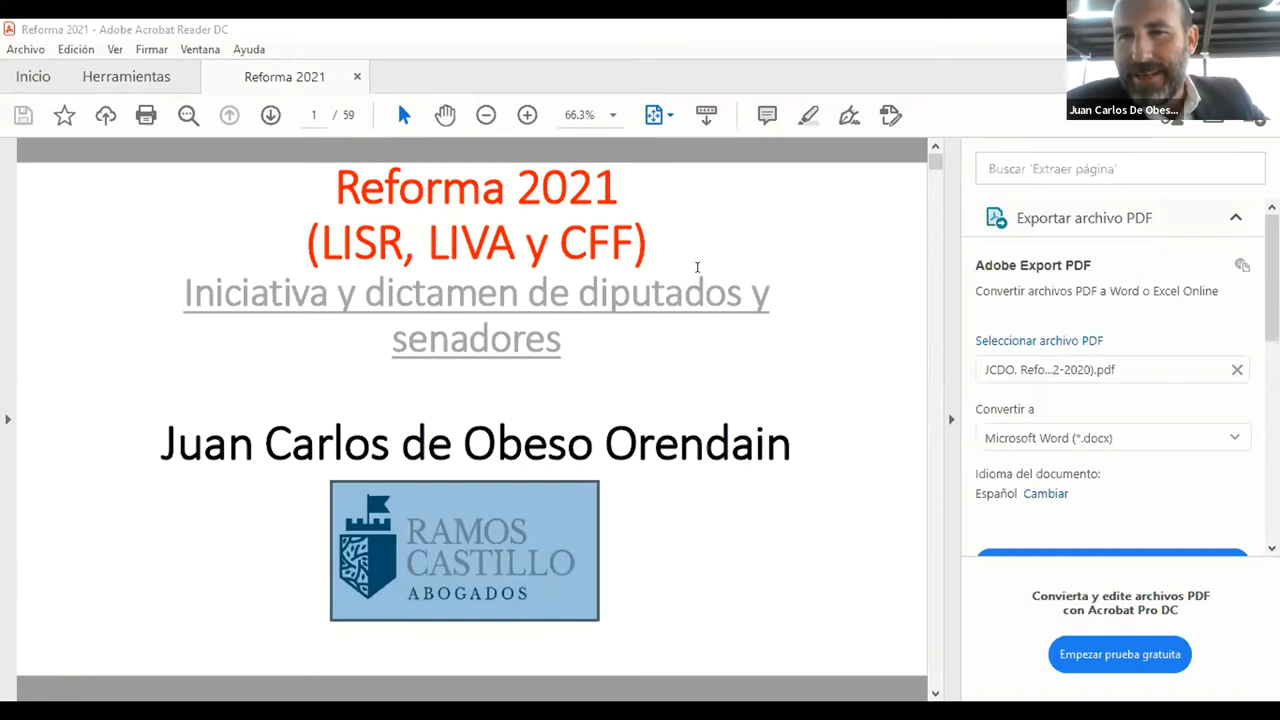 Reforma 2021 - Adobe Acrobat Reader DC
Archivo Edición Ver Firmar Ventana Ayuda
Inicio Herramientas Reforma 2021 ×
1 / 59 66.3%
Juan Carlos De Obes...
Reforma 2021
(LISR, LIVA y CFF)
Iniciativa y dictamen de diputados y
senadores
Juan Carlos de Obeso Orendain
RAMOS
CASTILLO
ABOGADOS
Buscar 'Extraer página'
Exportar archivo PDF
Adobe Export PDF
Convertir archivos PDF a Word o Excel Online
Seleccionar archivo PDF
JCDO. Refo...2-2020).pdf
Convertir a
Microsoft Word (*.docx)
Idioma del documento:
Español Cambiar
Convierta y edite archivos PDF
con Acrobat Pro DC
Empezar prueba gratuita